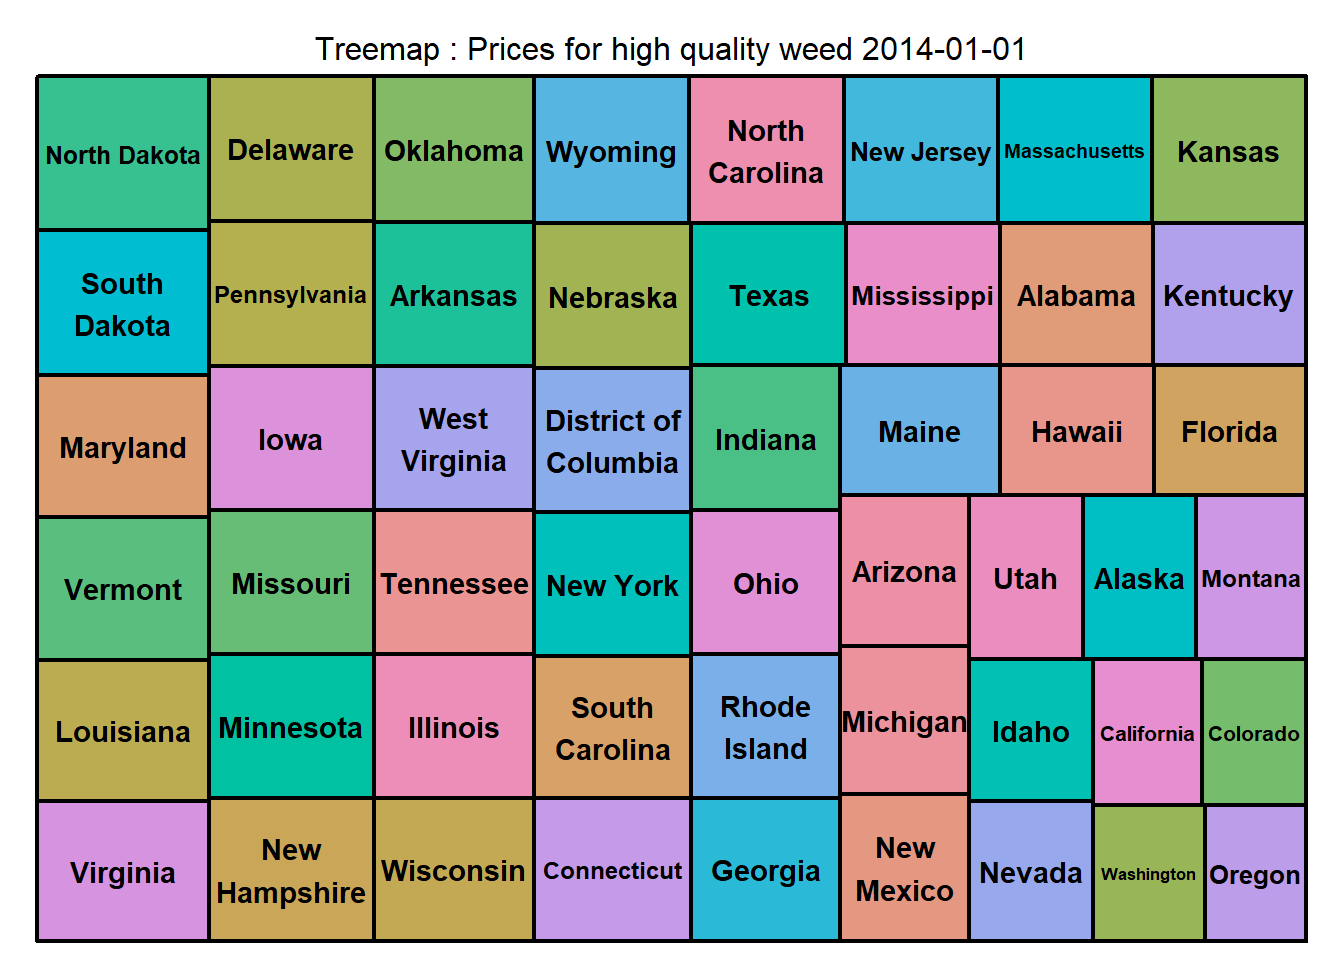 Treemap : Prices for high quality weed 2014-01-01
North Dakota
Delaware
Oklahoma
Wyoming
North
Carolina
New Jersey
Massachusetts
Kansas
South
Dakota
Pennsylvania
Arkansas
Nebraska
Texas
Mississippi
Alabama
Kentucky
Maryland
Iowa
West
Virginia
District of
Columbia
Indiana
Maine
Hawaii
Florida
Vermont
Missouri
Tennessee
New York
Ohio
Arizona
Utah
Alaska
Montana
Louisiana
Minnesota
Illinois
South
Carolina
Rhode
Island
Michigan
Idaho
California
Colorado
Virginia
New
Hampshire
Wisconsin
Connecticut
Georgia
New
Mexico
Nevada
Washington
Oregon